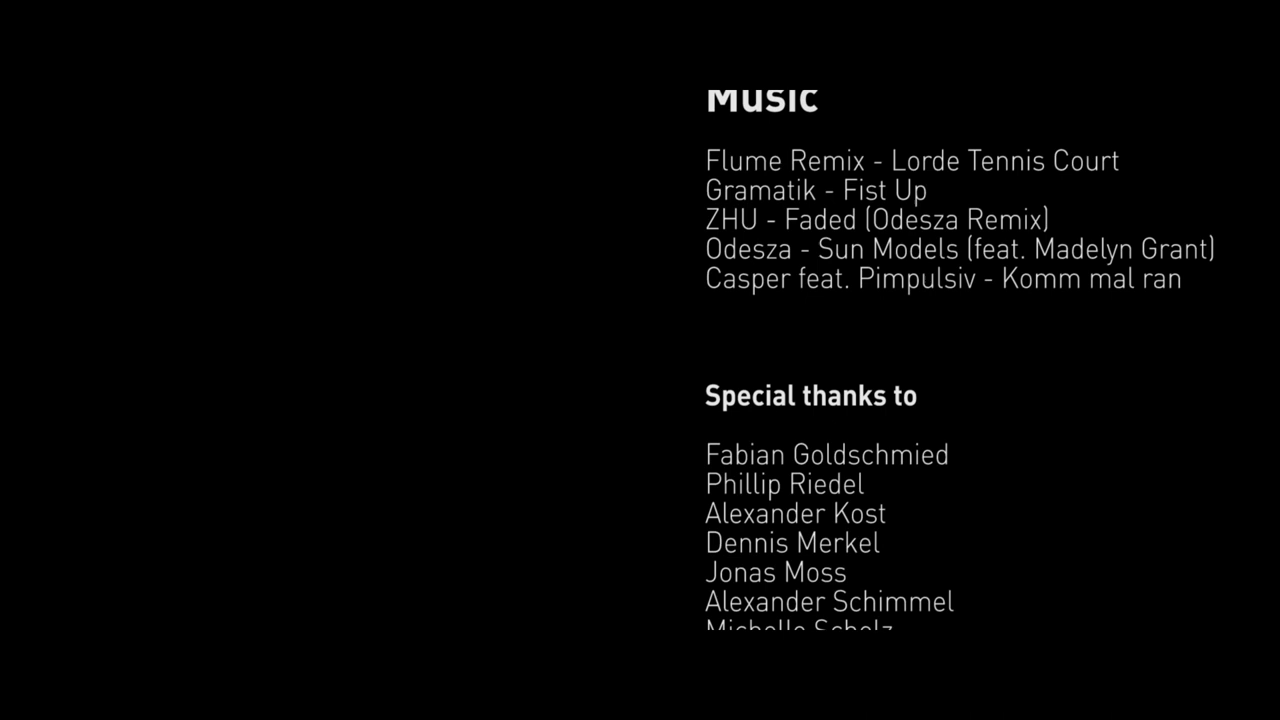 Music
Flume Remix - Lorde Tennis Court
Gramatik - Fist Up
ZHU - Faded (Odesza Remix)
Odesza - Sun Models (feat. Madelyn Grant)
Casper feat. Pimpulsiv - Komm mal ran
Special thanks to
Fabian Goldschmied
Phillip Riedel
Alexander Kost
Dennis Merkel
Jonas Moss
Alexander Schimmel